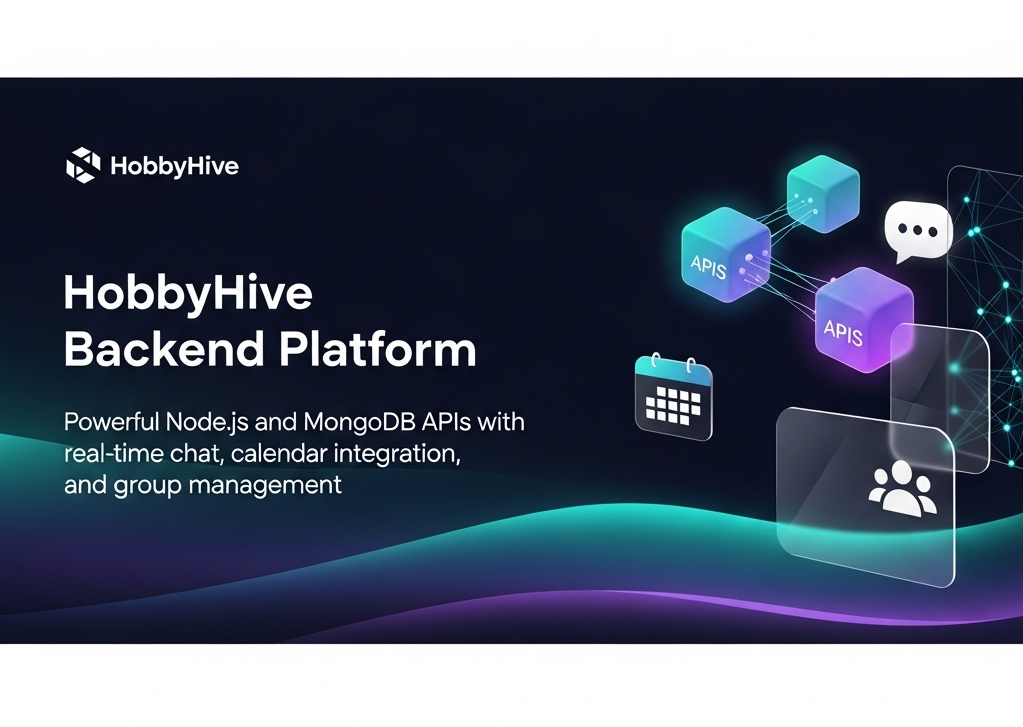 HobbyHive
HobbyHive
Backend Platform
Powerful Node.js and MongoDB APIs with
real-time chat, calendar integration,
and group management
APIS
APIS